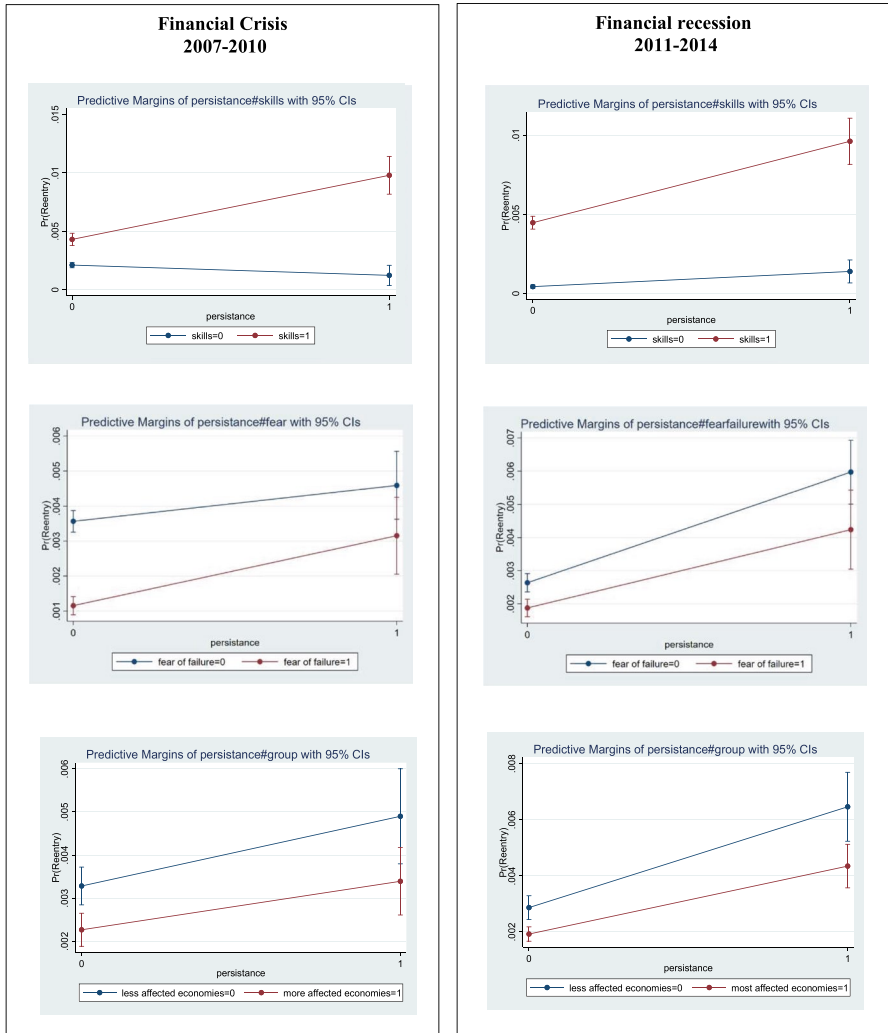 Financial Crisis
2007-2010
Predictive Margins of persistance#skills with 95% CIs
.015
.01
.005
0
Pr(Reentry)
0
1
persistance
skills=0
skills=1
Predictive Margins of persistance#fear with 95% CIs
.006
.005
.004
.003
.002
.001
Pr(Reentry)
0
1
persistance
fear of failure=0
fear of failure=1
Predictive Margins of persistance#group with 95% CIs
.006
.005
.004
.003
.002
Pr(Reentry)
0
1
persistance
less affected economies=0
more affected economies=1
Financial recession
2011-2014
Predictive Margins of persistance#skills with 95% CIs
.01
.005
0
Pr(Reentry)
0
1
persistance
skills=0
skills=1
Predictive Margins of persistance#fearfailurewith 95% CIs
.007
.006
.005
.004
.003
.002
Pr(Reentry)
0
1
persistance
fear of failure=0
fear of failure=1
Predictive Margins of persistance#group with 95% CIs
.008
.006
.004
.002
Pr(Reentry)
0
1
persistance
less affected economies=0
most affected economies=1